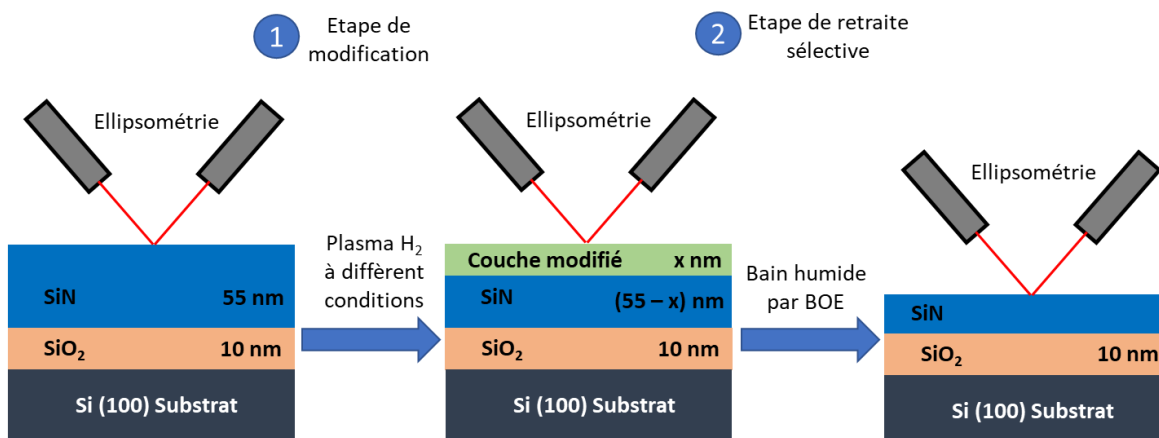 1
Etape de
modification
2
Etape de retraite
sélective
Ellipsométrie
Ellipsométrie
Ellipsométrie
SiN 55 nm
SiO₂ 10 nm
Si (100) Substrat
Plasma H₂
à diffèrent
conditions
Couche modifié x nm
SiN (55 – x) nm
SiO₂ 10 nm
Si (100) Substrat
Bain humide
par BOE
SiN
SiO₂ 10 nm
Si (100) Substrat